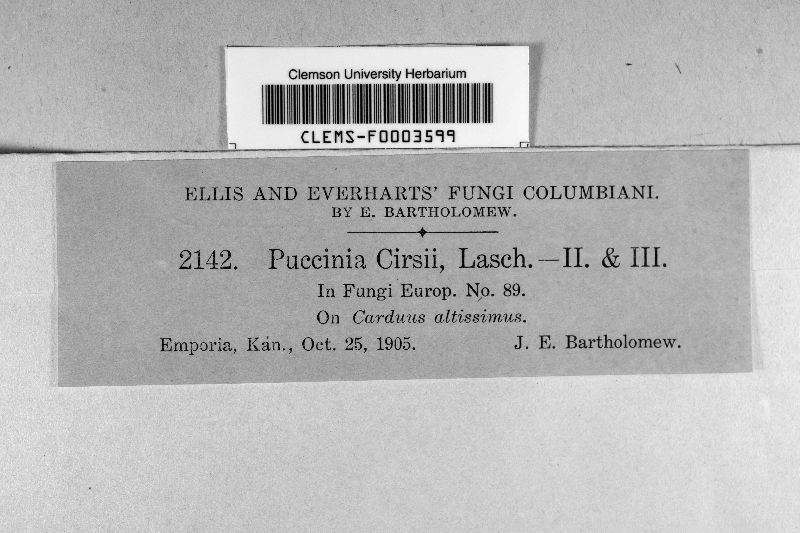 Clemson University Herbarium
CLEMS-F0003599
ELLIS AND EVERHARTS' FUNGI COLUMBIANI.
BY E. BARTHOLOMEW.
2142. Puccinia Cirsii, Lasch.—II. & III.
In Fungi Europ. No. 89.
On Carduus altissimus.
Emporia, Kan., Oct. 25, 1905. J. E. Bartholomew.